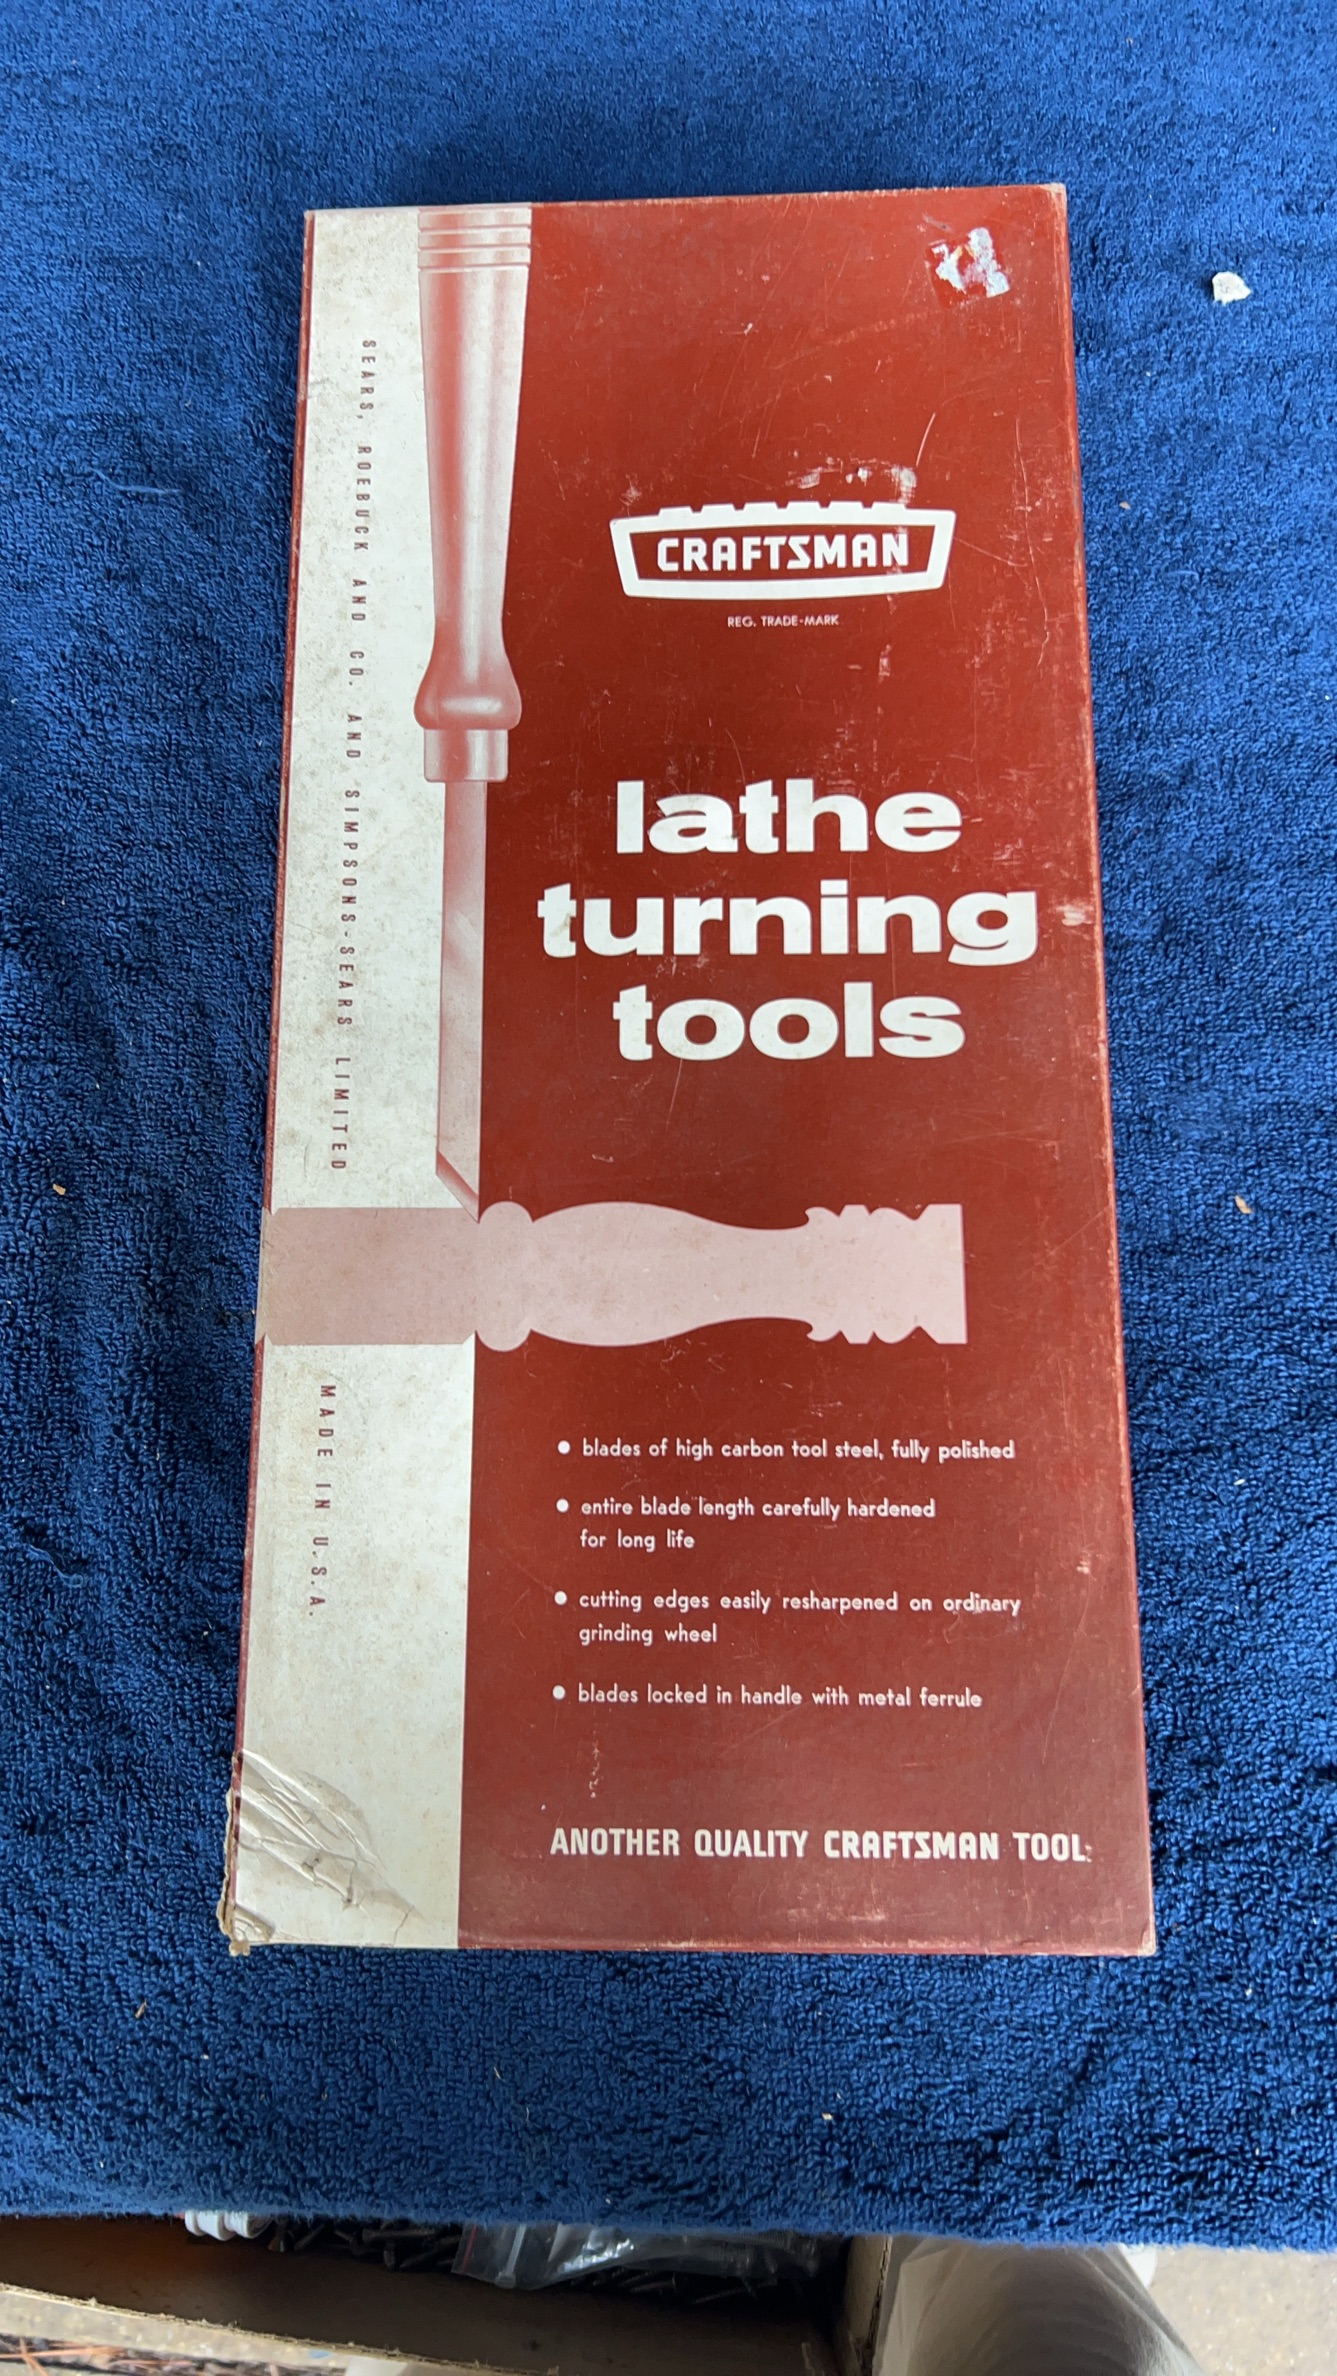 SEARS, ROEBUCK AND CO. AND SIMPSONS-SEARS LIMITED
MADE IN U.S.A.
CRAFTSMAN
REG. TRADE-MARK
lathe
turning
tools
• blades of high carbon tool steel, fully polished
• entire blade length carefully hardened
for long life
• cutting edges easily resharpened on ordinary
grinding wheel
• blades locked in handle with metal ferrule
ANOTHER QUALITY CRAFTSMAN TOOL